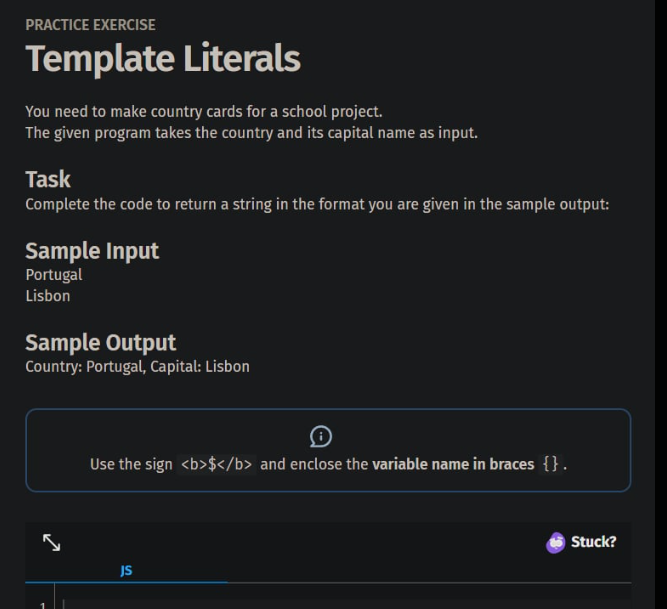 PRACTICE EXERCISE
Template Literals
You need to make country cards for a school project.
The given program takes the country and its capital name as input.
Task
Complete the code to return a string in the format you are given in the sample output:
Sample Input
Portugal
Lisbon
Sample Output
Country: Portugal, Capital: Lisbon
Use the sign <b>$</b> and enclose the variable name in braces {}.
Stuck?
JS
1